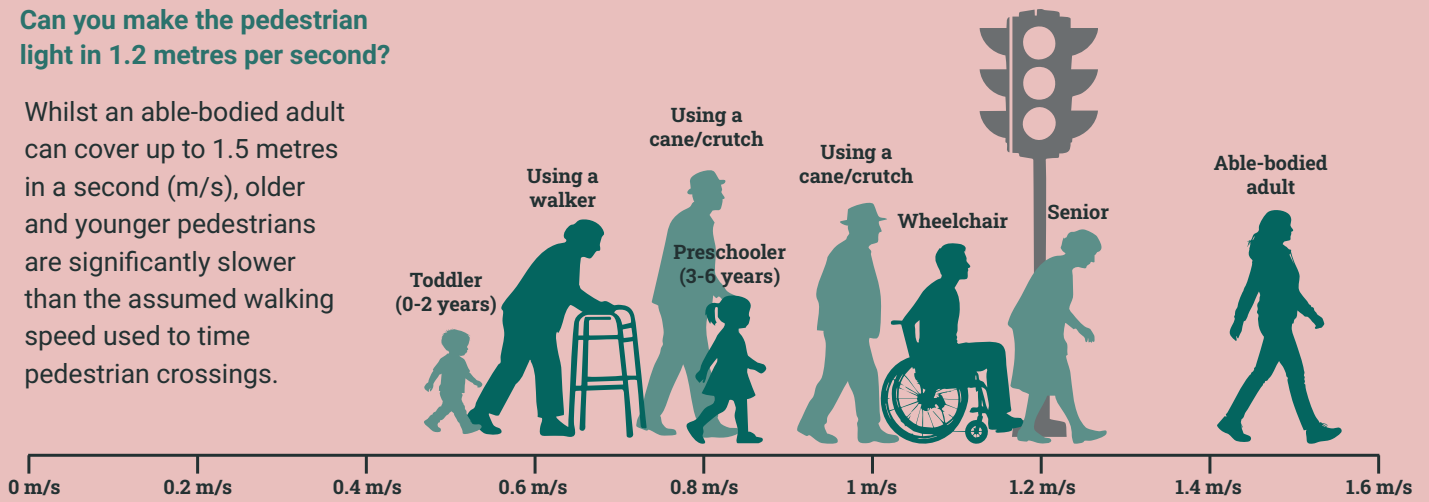 Can you make the pedestrian
light in 1.2 metres per second?
Whilst an able-bodied adult
can cover up to 1.5 metres
in a second (m/s), older
and younger pedestrians
are significantly slower
than the assumed walking
speed used to time
pedestrian crossings.
Toddler
(0-2 years)
Using a
walker
Using a
cane/crutch
Preschooler
(3-6 years)
Using a
cane/crutch
Wheelchair
Senior
Able-bodied
adult
0 m/s
0.2 m/s
0.4 m/s
0.6 m/s
0.8 m/s
1 m/s
1.2 m/s
1.4 m/s
1.6 m/s